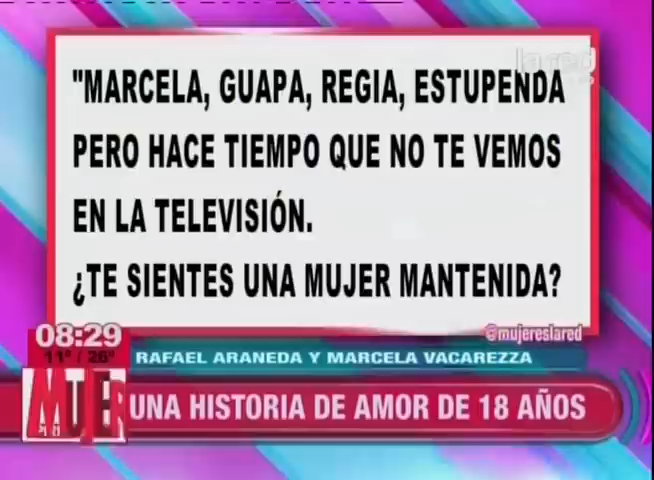 la red
"MARCELA, GUAPA, REGIA, ESTUPENDA
PERO HACE TIEMPO QUE NO TE VEMOS
EN LA TELEVISIÓN.
¿TE SIENTES UNA MUJER MANTENIDA?
@mujereslared
08:29
11° / 26°
RAFAEL ARANEDA Y MARCELA VACAREZZA
MUJER
UNA HISTORIA DE AMOR DE 18 AÑOS